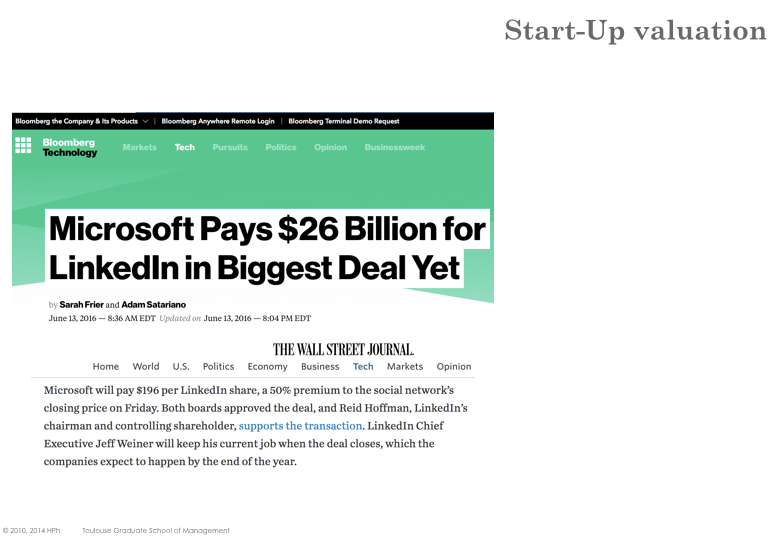 Start-Up valuation
Bloomberg the Company & Its Products | Bloomberg Anywhere Remote Login | Bloomberg Terminal Demo Request
Bloomberg
Technology
Markets Tech Pursuits Politics Opinion Businessweek
Microsoft Pays $26 Billion for
LinkedIn in Biggest Deal Yet
by Sarah Frier and Adam Satariano
June 13, 2016 — 8:36 AM EDT Updated on June 13, 2016 — 8:04 PM EDT
THE WALL STREET JOURNAL.
Home World U.S. Politics Economy Business Tech Markets Opinion
Microsoft will pay $196 per LinkedIn share, a 50% premium to the social network's
closing price on Friday. Both boards approved the deal, and Reid Hoffman, LinkedIn's
chairman and controlling shareholder, supports the transaction. LinkedIn Chief
Executive Jeff Weiner will keep his current job when the deal closes, which the
companies expect to happen by the end of the year.
© 2010, 2014 HPh Toulouse Graduate School of Management